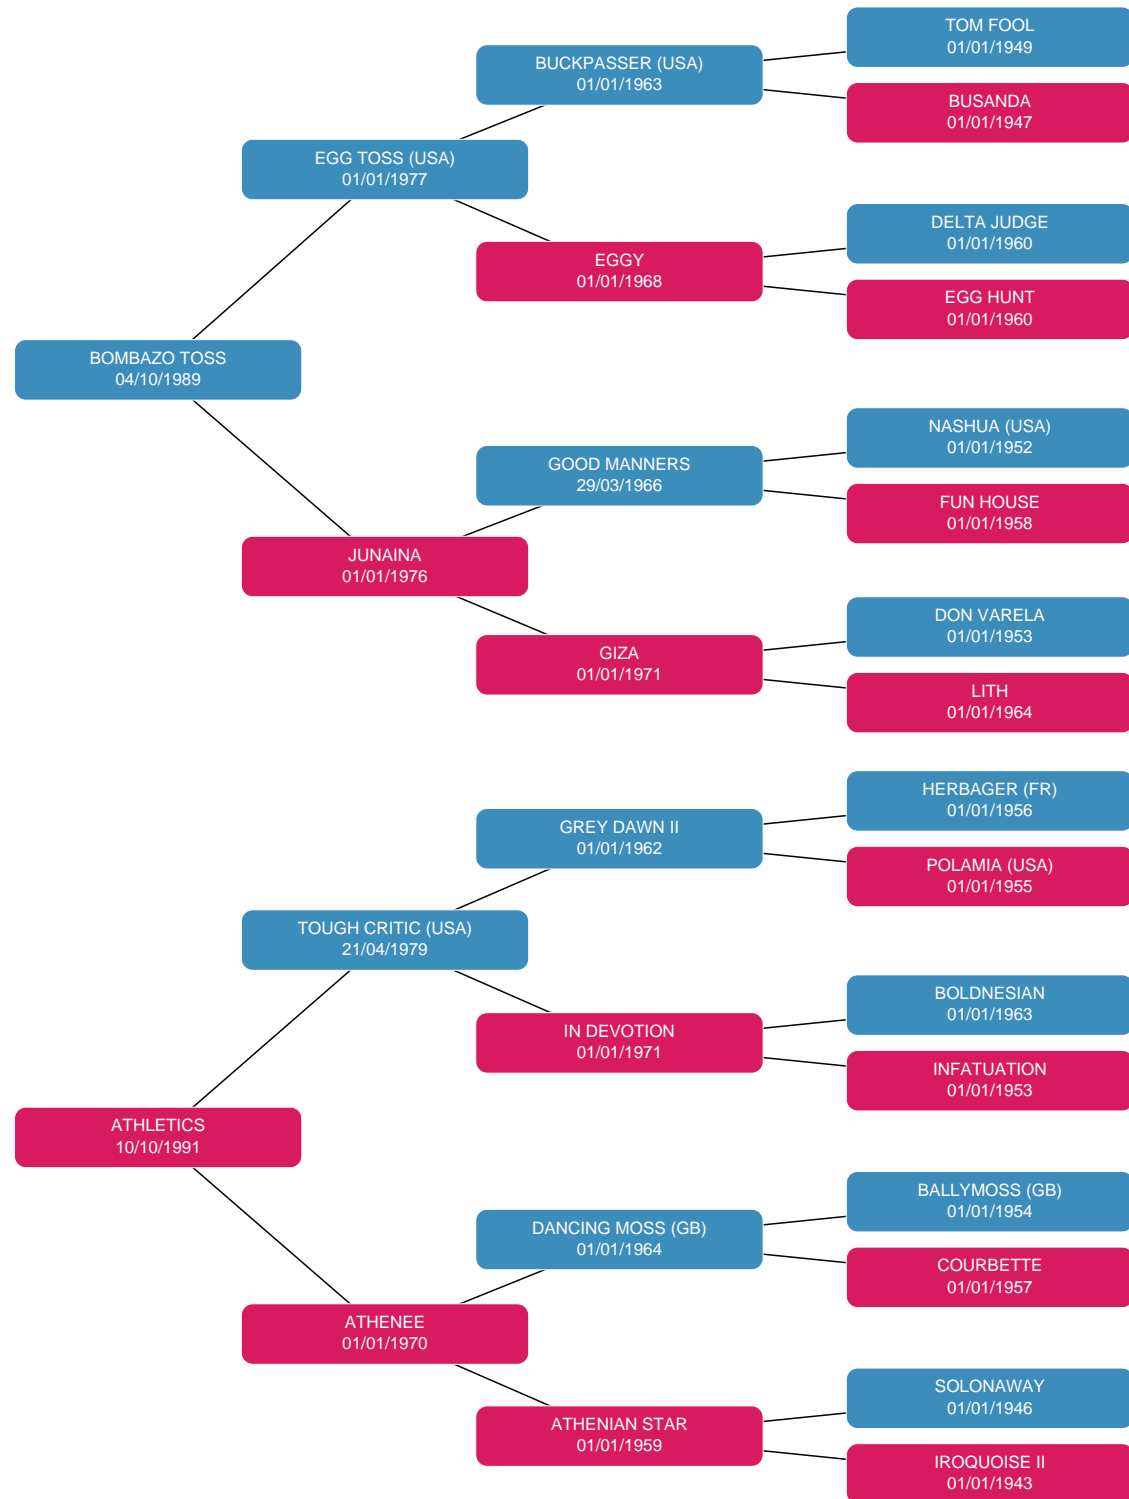 TOM FOOL
01/01/1949
BUCKPASSER (USA)
01/01/1963
BUSANDA
01/01/1947
EGG TOSS (USA)
01/01/1977
DELTA JUDGE
01/01/1960
EGGY
01/01/1968
EGG HUNT
01/01/1960
BOMBAZO TOSS
04/10/1989
NASHUA (USA)
01/01/1952
GOOD MANNERS
29/03/1966
FUN HOUSE
01/01/1958
JUNAINA
01/01/1976
DON VARELA
01/01/1953
GIZA
01/01/1971
LITH
01/01/1964
HERBAGER (FR)
01/01/1956
GREY DAWN II
01/01/1962
POLAMIA (USA)
01/01/1955
TOUGH CRITIC (USA)
21/04/1979
BOLDNESIAN
01/01/1963
IN DEVOTION
01/01/1971
INFATUATION
01/01/1953
ATHLETICS
10/10/1991
BALLYMOSS (GB)
01/01/1954
DANCING MOSS (GB)
01/01/1964
COURBETTE
01/01/1957
ATHENEE
01/01/1970
SOLONAWAY
01/01/1946
ATHENIAN STAR
01/01/1959
IROQUOISE II
01/01/1943